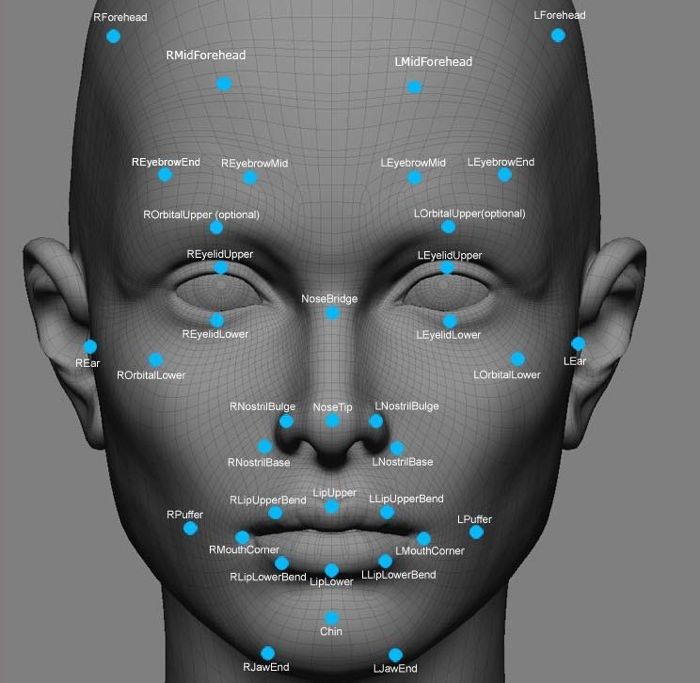 RForehead
LForehead
RMidForehead
LMidForehead
REyebrowEnd
REyebrowMid
LEyebrowMid
LEyebrowEnd
ROrbitalUpper (optional)
LOrbitalUpper(optional)
REyelidUpper
LEyelidUpper
NoseBridge
REyelidLower
LEyelidLower
REar
LEar
ROrbitalLower
LOrbitalLower
RNostrilBulge
NoseTip
LNostrilBulge
RNostrilBase
LNostrilBase
RLipUpperBend
LipUpper
LLipUpperBend
RPuffer
LPuffer
RMouthCorner
LMouthCorner
RLipLowerBend
LipLower
LLipLowerBend
Chin
RJawEnd
LJawEnd